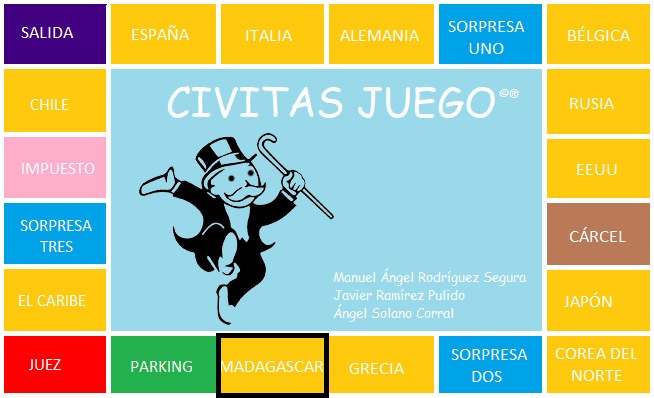 SALIDA
ESPAÑA
ITALIA
ALEMANIA
SORPRESA
UNO
BÉLGICA
CHILE
CIVITAS JUEGO ©®
RUSIA
IMPUESTO
EEUU
SORPRESA
TRES
CÁRCEL
EL CARIBE
Manuel Ángel Rodríguez Segura
Javier Ramírez Pulido
Ángel Solano Corral
JAPÓN
JUEZ
PARKING
MADAGASCAR
GRECIA
SORPRESA
DOS
COREA DEL
NORTE